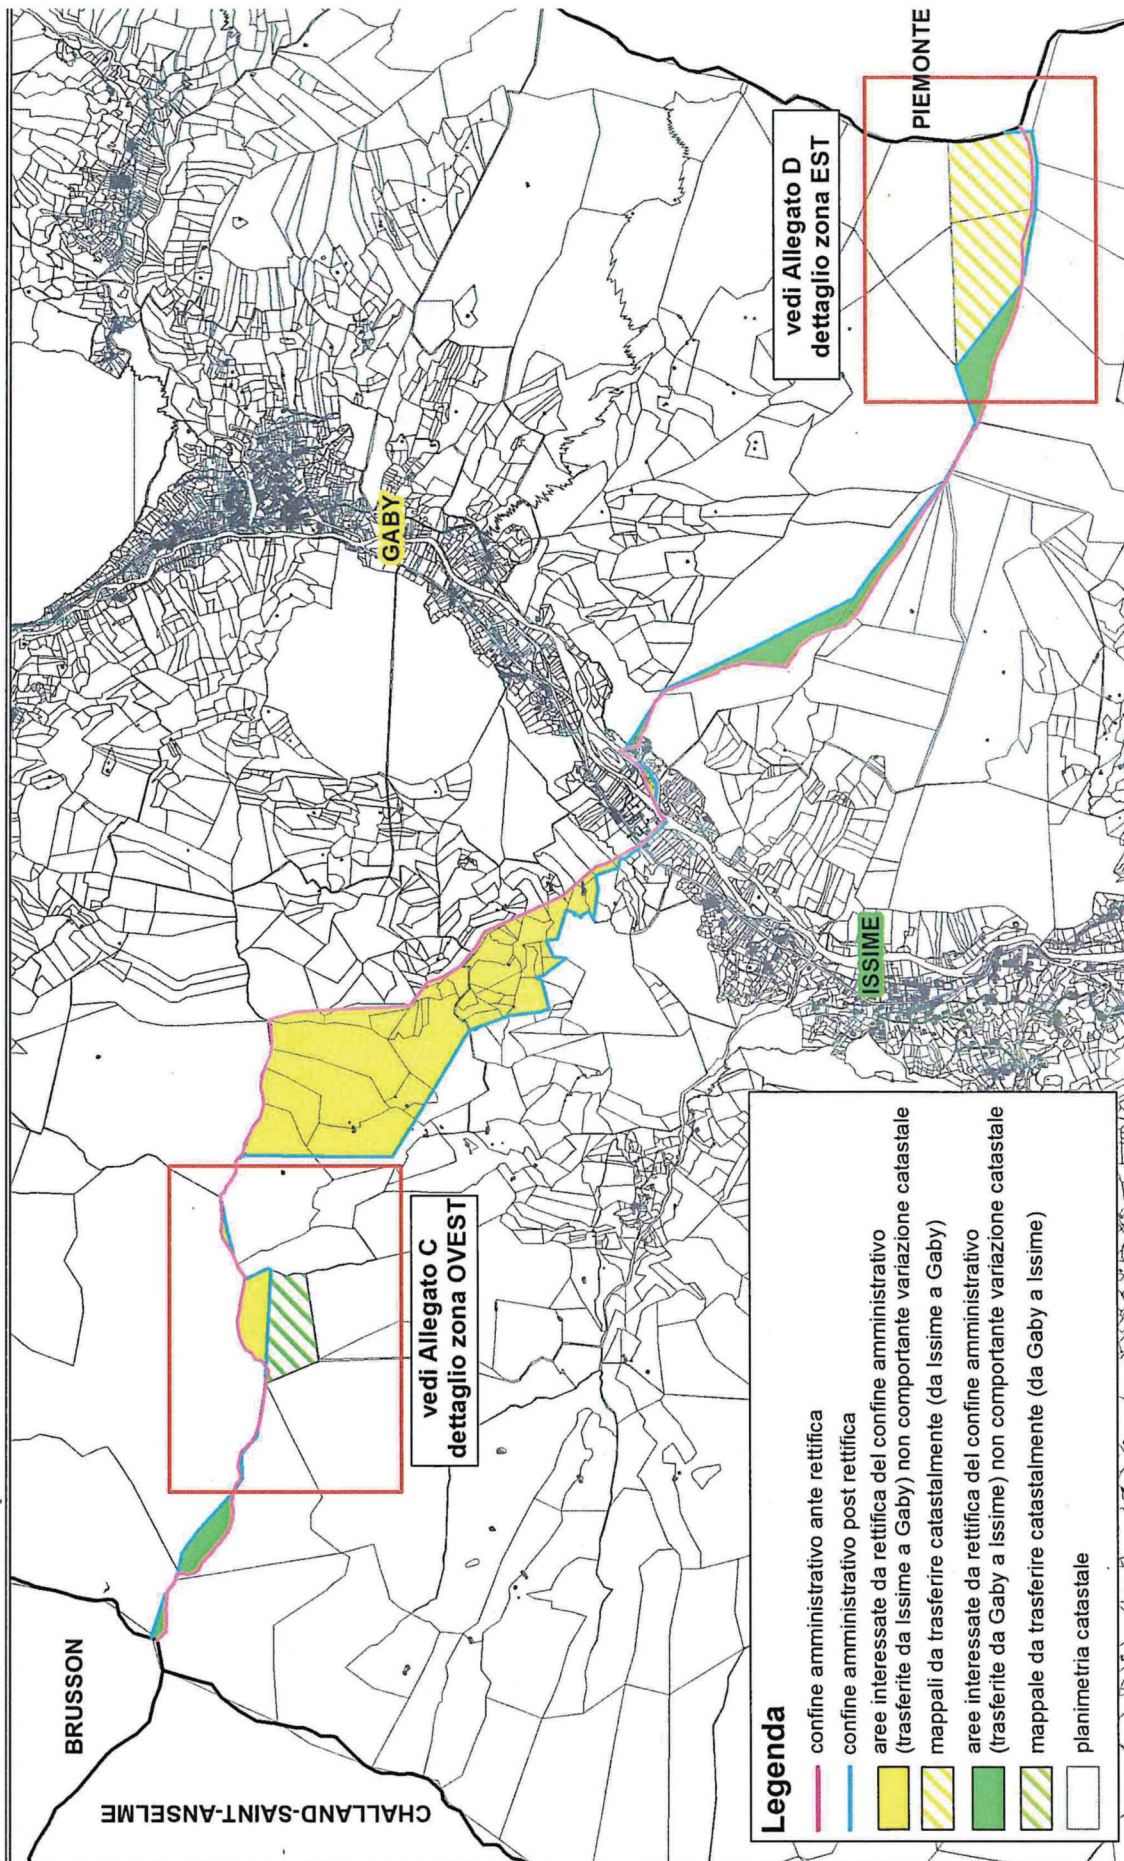 BRUSSON
CHALLAND-SAINT-ANSELME
GABY
ISSIME
PIEMONTE
vedi Allegato C
dettaglio zona OVEST
vedi Allegato D
dettaglio zona EST
Legenda
confine amministrativo ante rettifica
confine amministrativo post rettifica
aree interessate da rettifica del confine amministrativo
(trasferite da Issime a Gaby) non comportante variazione catastale
mappali da trasferire catastalmente (da Issime a Gaby)
aree interessate da rettifica del confine amministrativo
(trasferite da Gaby a Issime) non comportante variazione catastale
mappale da trasferire catastalmente (da Gaby a Issime)
planimetria catastale